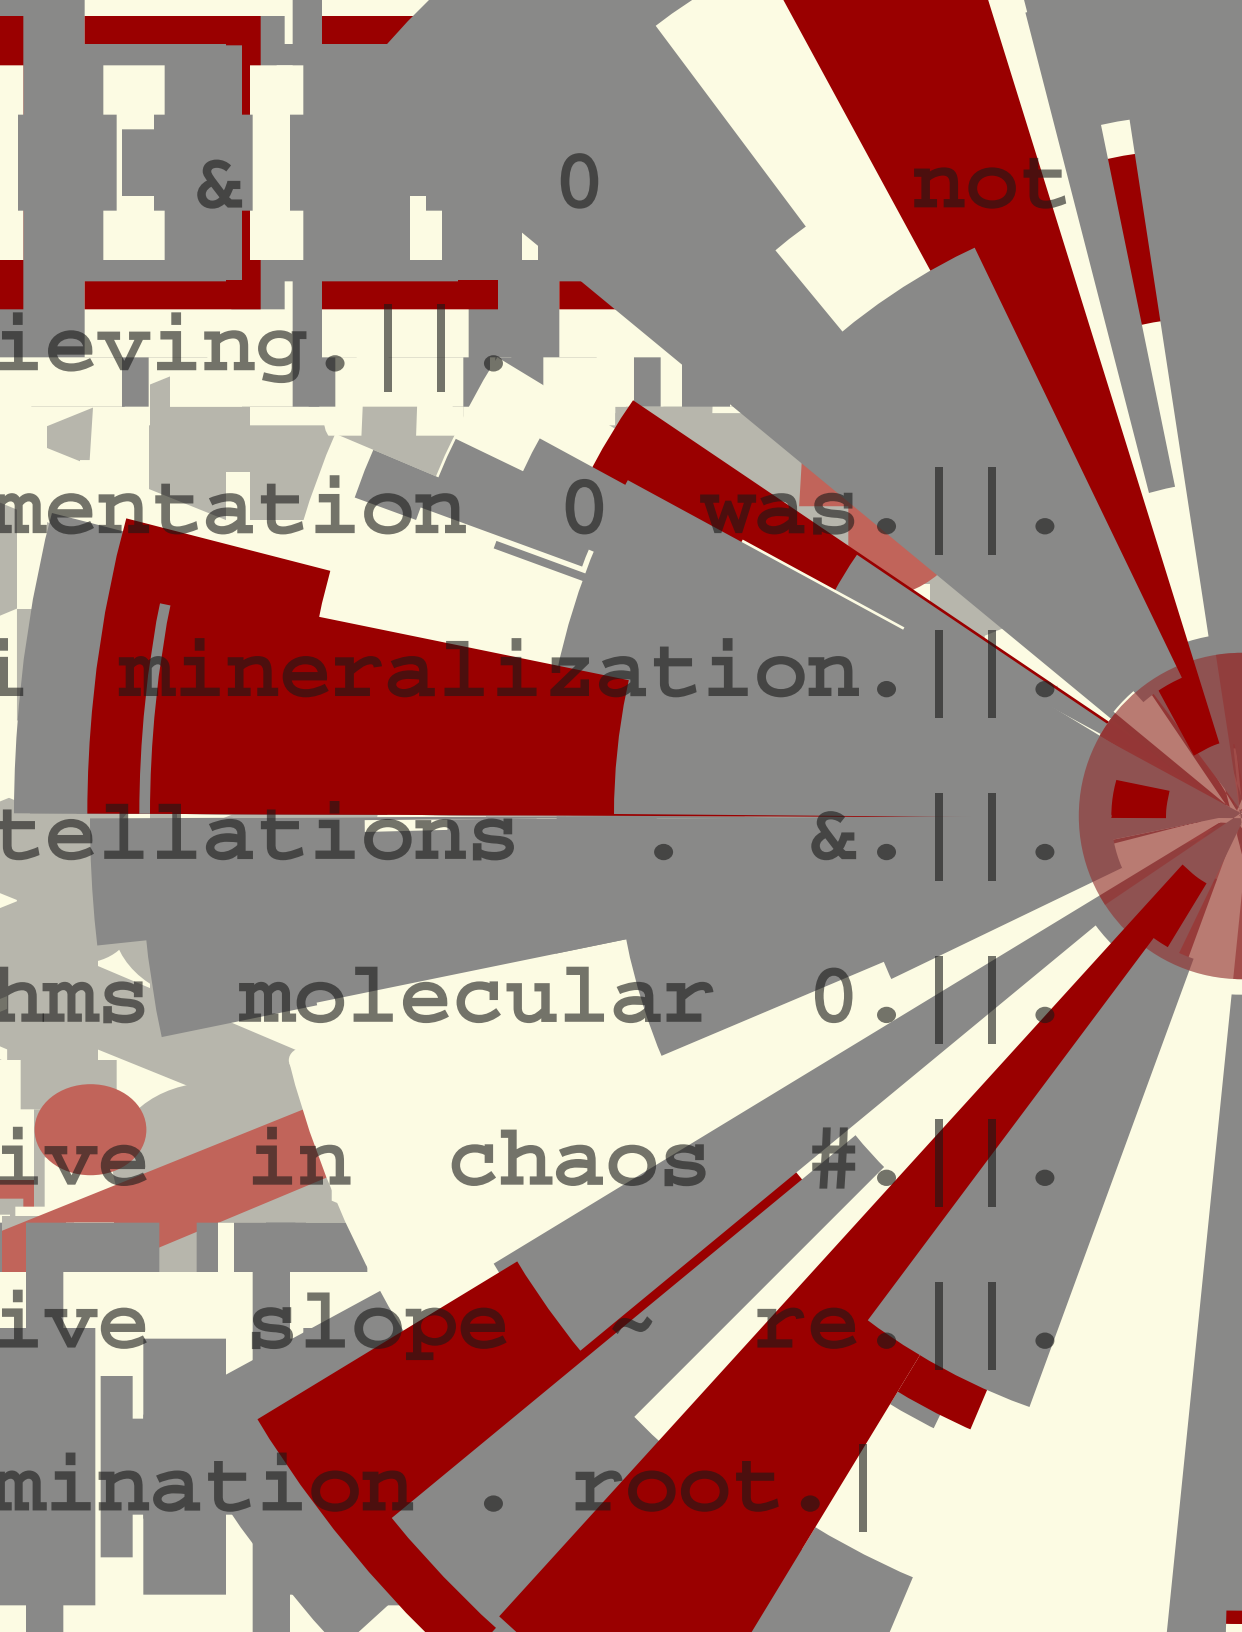 & 0 not
ieving.||.
mentation 0 was.||.
i mineralization.||.
tellations . &.||.
hms molecular 0.||.
ive in chaos #.||.
ive slope ~ re.||.
mination . root.|